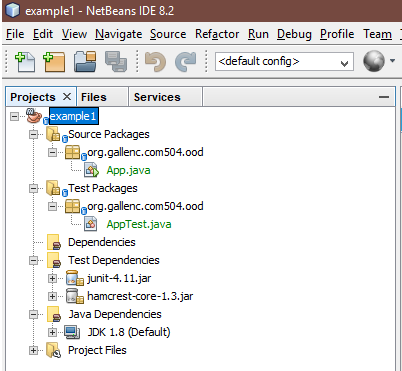 example1 - NetBeans IDE 8.2
File Edit View Navigate Source Refactor Run Debug Profile Team
<default config>
Projects × Files Services
example1
Source Packages
org.gallenc.com504.ood
App.java
Test Packages
org.gallenc.com504.ood
AppTest.java
Dependencies
Test Dependencies
junit-4.11.jar
hamcrest-core-1.3.jar
Java Dependencies
JDK 1.8 (Default)
Project Files